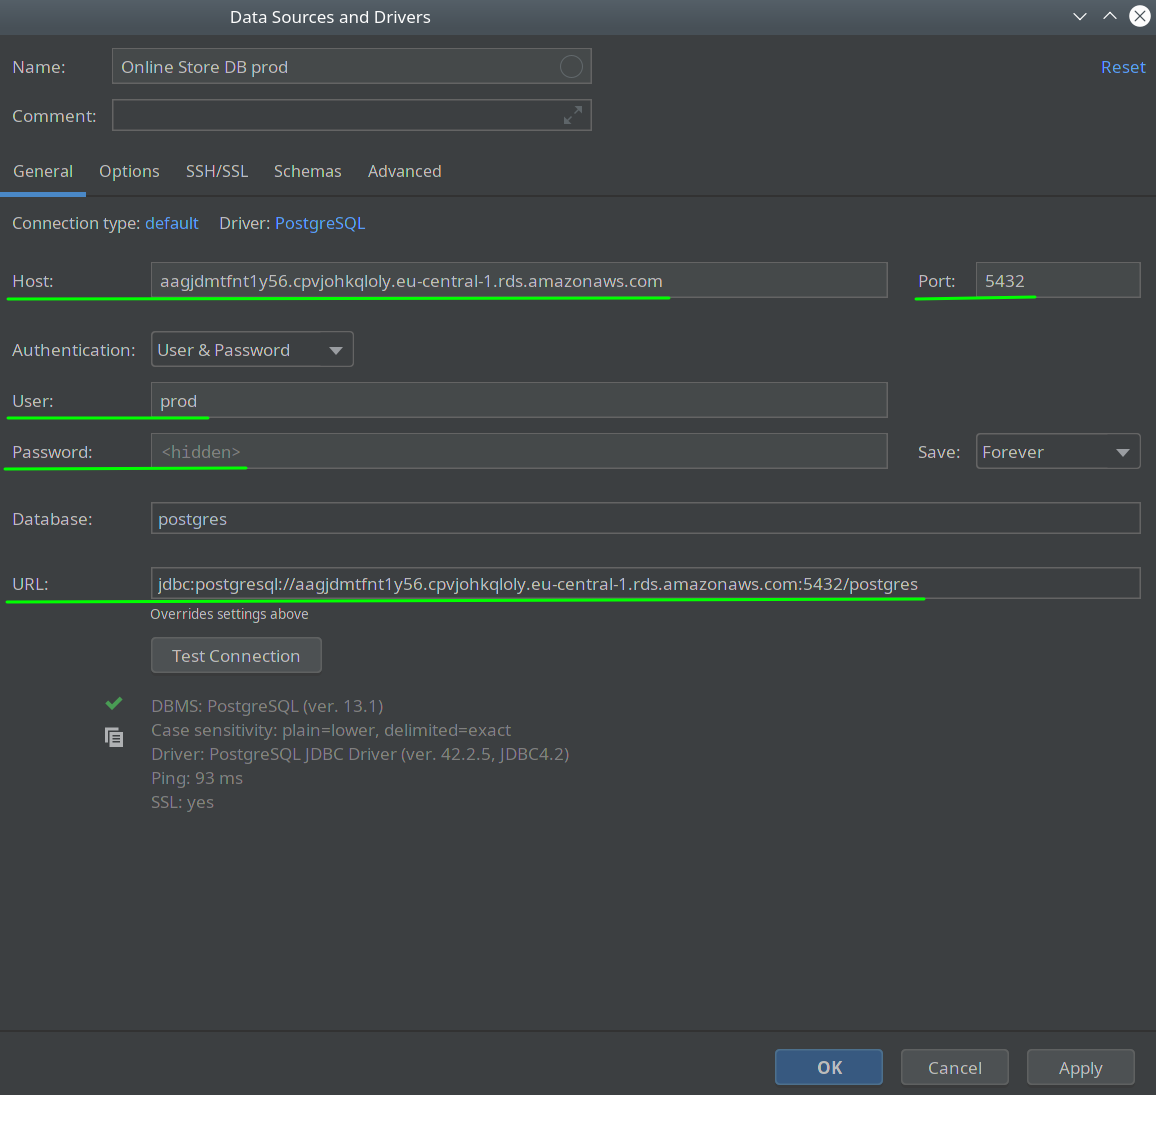 Data Sources and Drivers
Name: Online Store DB prod Reset
Comment:
General Options SSH/SSL Schemas Advanced
Connection type: default Driver: PostgreSQL
Host: aagjdmtfnt1y56.cpvjohkqloly.eu-central-1.rds.amazonaws.com Port: 5432
Authentication: User & Password
User: prod
Password: <hidden> Save: Forever
Database: postgres
URL: jdbc:postgresql://aagjdmtfnt1y56.cpvjohkqloly.eu-central-1.rds.amazonaws.com:5432/postgres
Overrides settings above
Test Connection
DBMS: PostgreSQL (ver. 13.1)
Case sensitivity: plain=lower, delimited=exact
Driver: PostgreSQL JDBC Driver (ver. 42.2.5, JDBC4.2)
Ping: 93 ms
SSL: yes
OK Cancel Apply